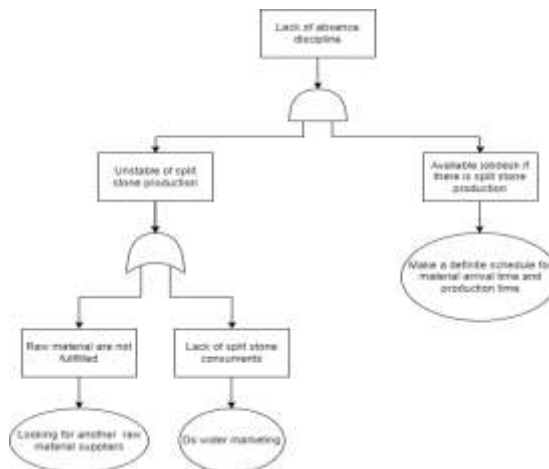 Lack of absence
discipline
Unstable of split
stone production
Available jobdesk if
there is split stone
production
Make a definite schedule for
material arrival time and
production time
Raw material are not
fullfilled
Lack of split stone
consuments
Looking for another raw
material suppliers
Do wider marketing